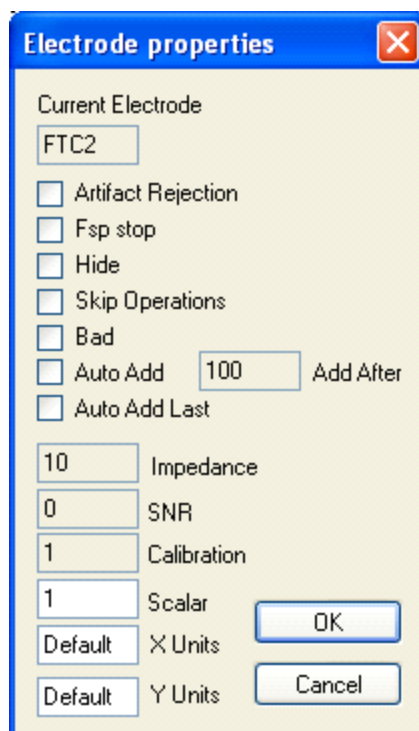 Electrode properties
Current Electrode
FTC2
Artifact Rejection
Fsp stop
Hide
Skip Operations
Bad
Auto Add 100 Add After
Auto Add Last
10 Impedance
0 SNR
1 Calibration
1 Scalar
OK
Default X Units
Default Y Units
Cancel